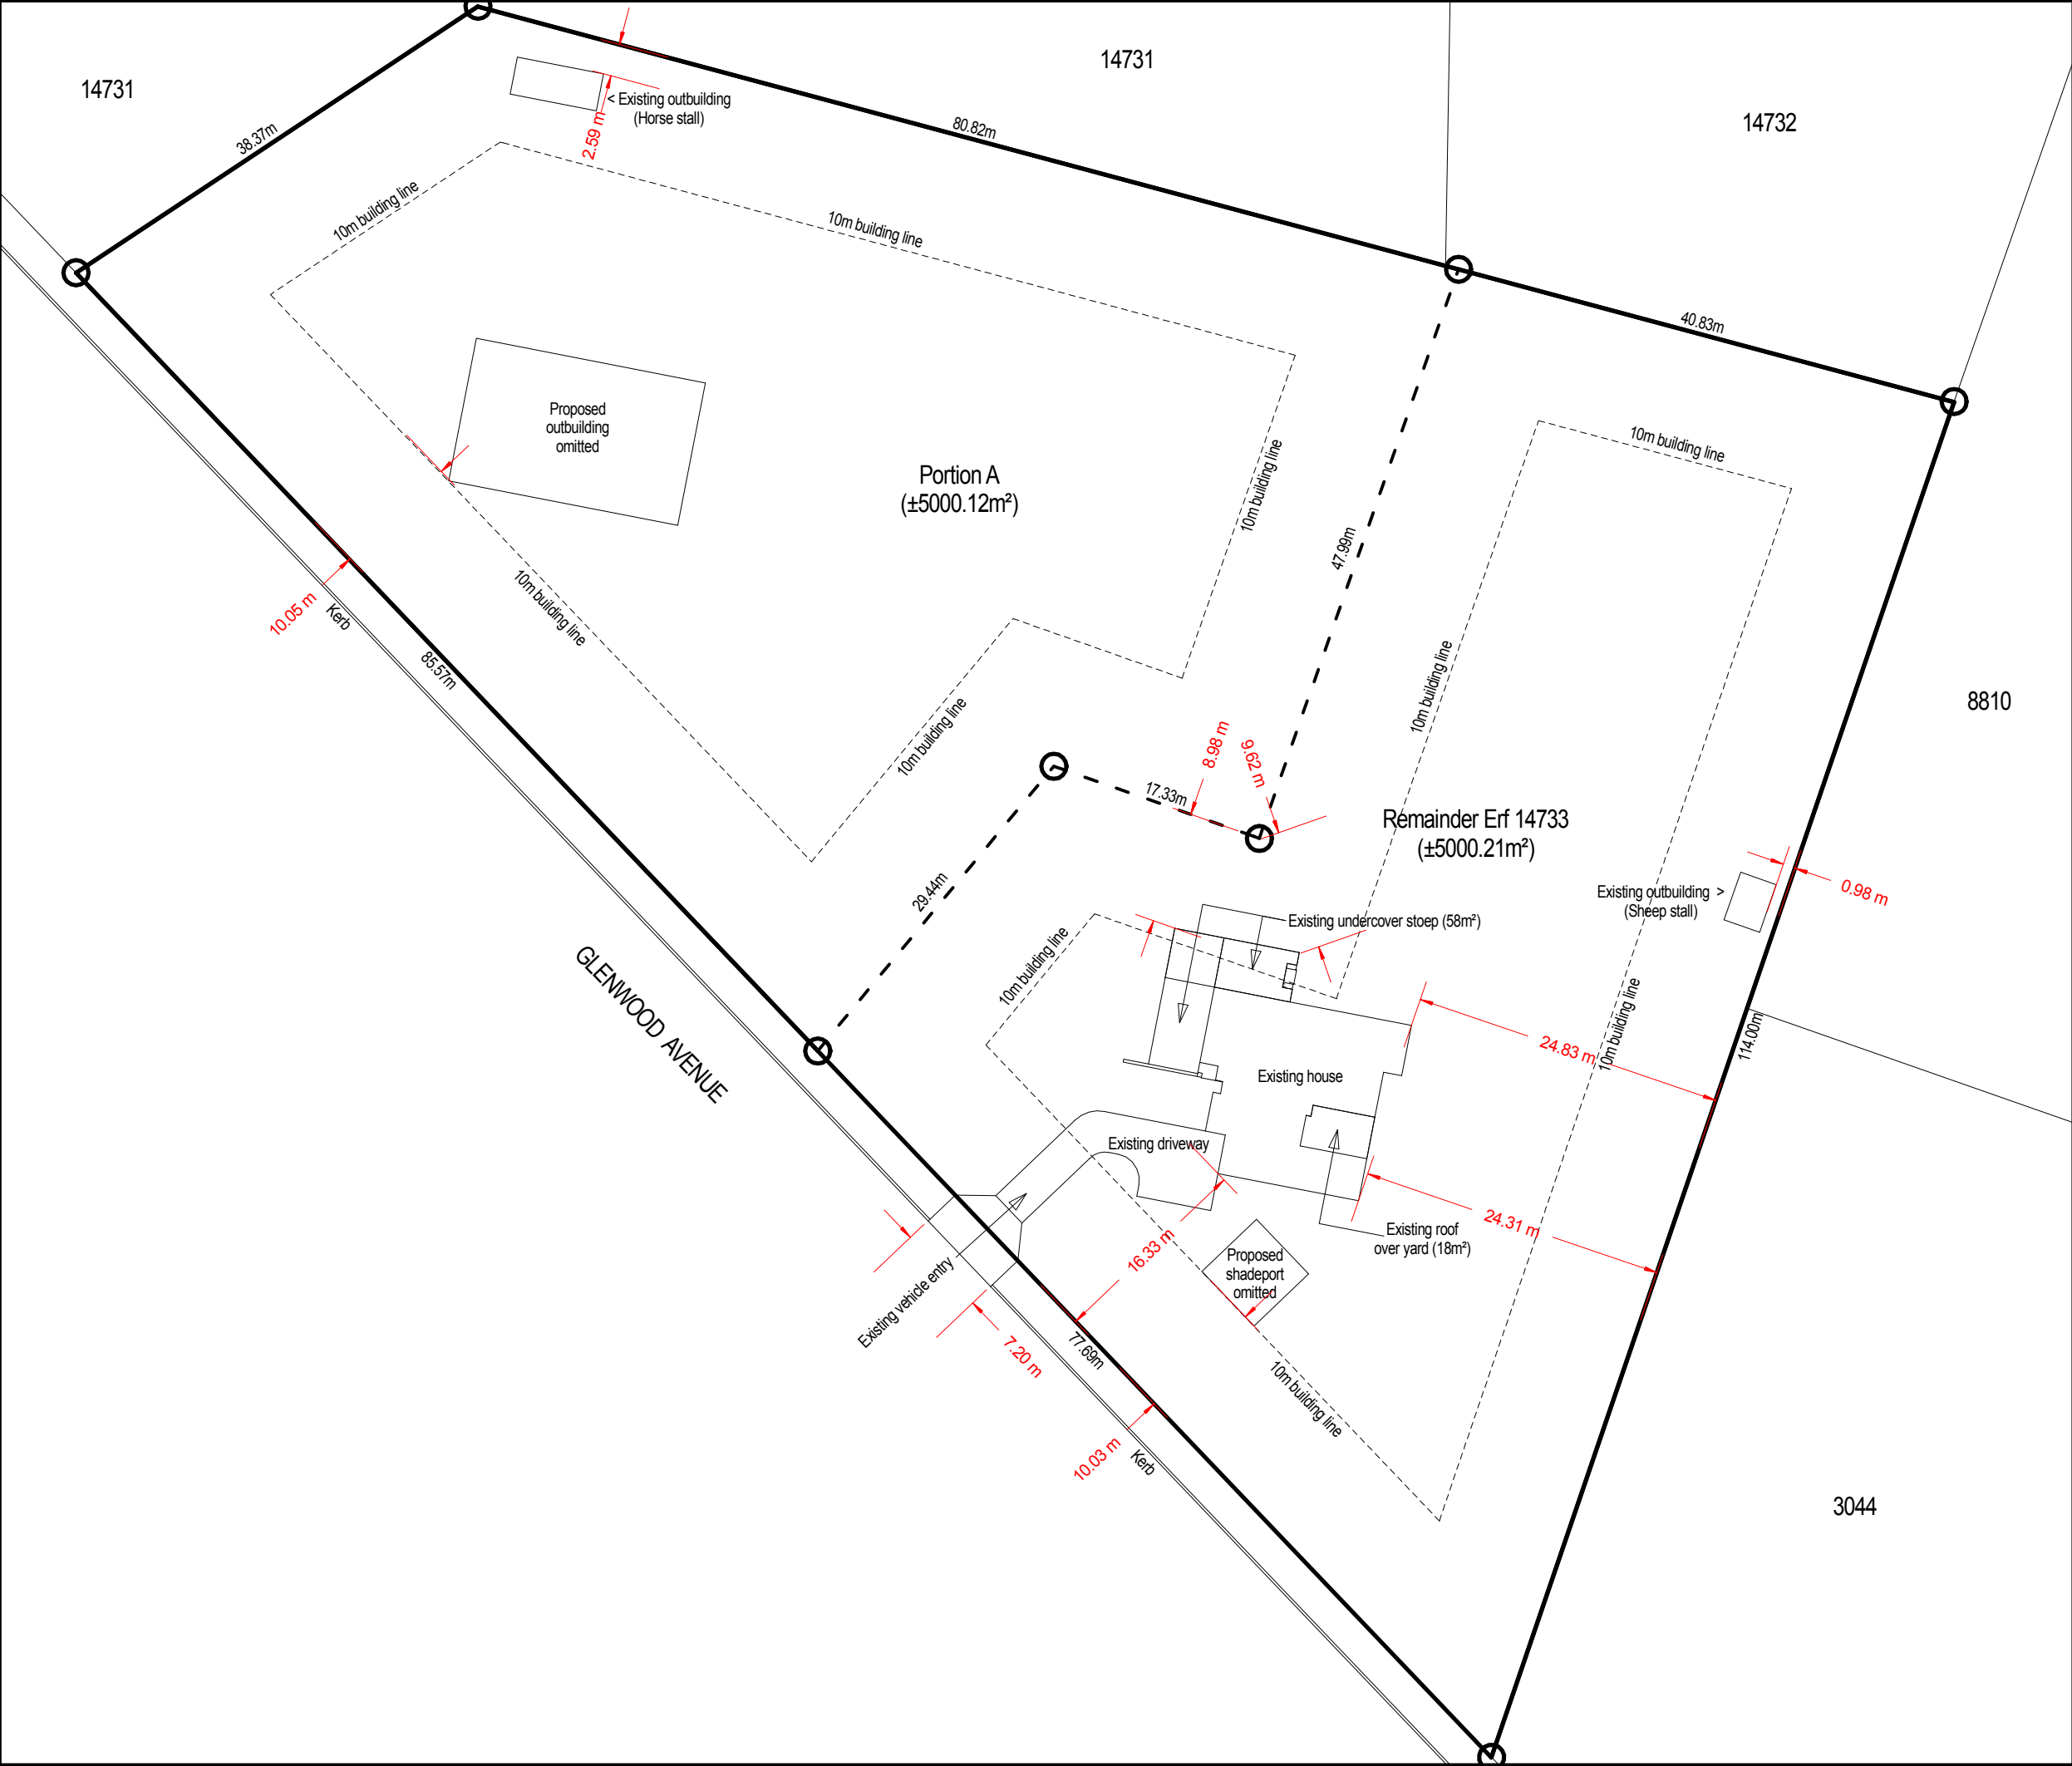 14731
14731
14732
38.37m
< Existing outbuilding
(Horse stall)
2.59 m
80.82m
10m building line
10m building line
40.83m
10m building line
Proposed
outbuilding
omitted
Portion A
(±5000.12m²)
10m building line
47.99m
10m building line
10.05 m
Kerb
85.57m
10m building line
10m building line
8810
8.98 m
9.62 m
17.33m
Remainder Erf 14733
(±5000.21m²)
29.44m
Existing outbuilding >
(Sheep stall)
0.98 m
Existing undercover stoep (58m²)
10m building line
GLENWOOD AVENUE
24.83 m
10m building line
114.00m
Existing house
Existing driveway
24.31 m
Existing roof
over yard (18m²)
16.33 m
Proposed
shadeport
omitted
Existing vehicle entry
7.20 m
77.69m
10m building line
10.03 m
Kerb
3044